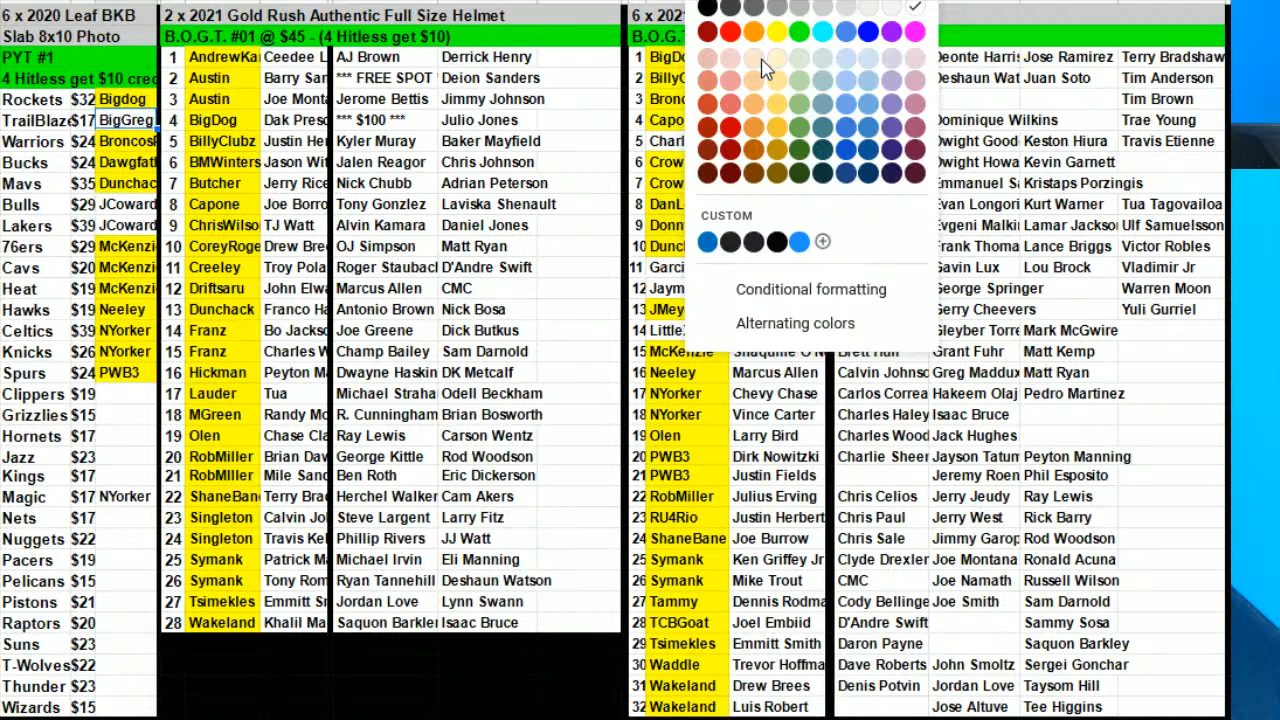 6 x 2020 Leaf BKB
Slab 8x10 Photo
PYT #1
4 Hitless get $10 cred
Rockets $32 Bigdog
TrailBlaze $17 BigGreg
Warriors $24 Broncos
Bucks $24 Dawgfat
Mavs $35 Dunchac
Bulls $29 JCoward
Lakers $39 JCoward
76ers $29 McKenzi
Cavs $20 McKenzi
Heat $19 McKenzi
Hawks $19 Neeley
Celtics $39 NYorker
Knicks $26 NYorker
Spurs $24 PWB3
Clippers $19
Grizzlies $15
Hornets $17
Jazz $23
Kings $17
Magic $17 NYorker
Nets $17
Nuggets $22
Pacers $19
Pelicans $15
Pistons $21
Raptors $20
Suns $23
T-Wolves $22
Thunder $23
Wizards $15
2 x 2021 Gold Rush Authentic Full Size Helmet
B.O.G.T. #01 @ $45 - (4 Hitless get $10)
1 AndrewKa Ceedee L AJ Brown Derrick Henry
2 Austin Barry San *** FREE SPOT Deion Sanders
3 Austin Joe Monta Jerome Bettis Jimmy Johnson
4 BigDog Dak Presc *** $100 *** Julio Jones
5 BillyClubz Justin Her Kyler Muray Baker Mayfield
6 BMWinters Jason Wit Jalen Reagor Chris Johnson
7 Butcher Jerry Rice Nick Chubb Adrian Peterson
8 Capone Joe Borro Tony Gonzlez Laviska Shenault
9 ChrisWilso TJ Watt Alvin Kamara Daniel Jones
10 CoreyRoge Drew Bree OJ Simpson Matt Ryan
11 Creeley Troy Pola Roger Staubac D'Andre Swift
12 Driftsaru John Elwa Marcus Allen CMC
13 Dunchack Franco Ha Antonio Brown Nick Bosa
14 Franz Bo Jackso Joe Greene Dick Butkus
15 Franz Charles W Champ Bailey Sam Darnold
16 Hickman Peyton M Dwayne Haskin DK Metcalf
17 Lauder Tua Michael Straha Odell Beckham
18 MGreen Randy Mo R. Cunningham Brian Bosworth
19 Olen Chase Cla Ray Lewis Carson Wentz
20 RobMiller Brian Dav George Kittle Rod Woodson
21 RobMIller Mile Sand Ben Roth Eric Dickerson
22 ShaneBane Terry Brad Herchel Walker Cam Akers
23 Singleton Calvin Jo Steve Largent Larry Fitz
24 Singleton Travis Kel Phillip Rivers JJ Watt
25 Symank Patrick M Michael Irvin Eli Manning
26 Symank Tony Rom Ryan Tannehill Deshaun Watson
27 Tsimekles Emmitt S Jordan Love Lynn Swann
28 Wakeland Khalil Ma Saquon Barkle Isaac Bruce
6 x 2021
B.O.G.T
1 BigDo Deonte Harris Jose Ramirez Terry Bradshaw
2 BillyC Deshaun Wat Juan Soto Tim Anderson
3 Bronc Tim Brown
4 Capo Dominique Wilkins Trae Young
5 Charl Dwight Good Keston Hiura Travis Etienne
6 Crow Dwight Howa Kevin Garnett
7 Crow Emmanuel Sa Kristaps Porzingis
8 DanL Evan Longori Kurt Warner Tua Tagovailoa
9 Donn Evgeni Malkin Lamar Jackson Ulf Samuelsson
10 Dunc Frank Thoma Lance Briggs Victor Robles
11 Garci Gavin Lux Lou Brock Vladimir Jr
12 Jaym George Springer Warren Moon
13 JMey Gerry Cheevers Yuli Gurriel
14 Little Gleyber Torre Mark McGwire
15 McKenzie Shaquille O'N Brett Hull Grant Fuhr Matt Kemp
16 Neeley Marcus Allen Calvin Johnso Greg Maddux Matt Ryan
17 NYorker Chevy Chase Carlos Correa Hakeem Olaj Pedro Martinez
18 NYorker Vince Carter Charles Haley Isaac Bruce
19 Olen Larry Bird Charles Wood Jack Hughes
20 PWB3 Dirk Nowitzki Charlie Sheer Jayson Tatum Peyton Manning
21 PWB3 Justin Fields Jeremy Roen Phil Esposito
22 RobMiller Julius Erving Chris Celios Jerry Jeudy Ray Lewis
23 RU4Rio Justin Herbert Chris Paul Jerry West Rick Barry
24 ShaneBane Joe Burrow Chris Sale Jimmy Garop Rod Woodson
25 Symank Ken Griffey Jr Clyde Drexler Joe Montana Ronald Acuna
26 Symank Mike Trout CMC Joe Namath Russell Wilson
27 Tammy Dennis Rodma Cody Bellinge Joe Smith Sam Darnold
28 TCBGoat Joel Embiid D'Andre Swift Sammy Sosa
29 Tsimekles Emmitt Smith Daron Payne Saquon Barkley
30 Waddle Trevor Hoffma Dave Roberts John Smoltz Sergei Gonchar
31 Wakeland Drew Brees Denis Potvin Jordan Love Taysom Hill
32 Wakeland Luis Robert Jose Altuve Tee Higgins
CUSTOM
Conditional formatting
Alternating colors